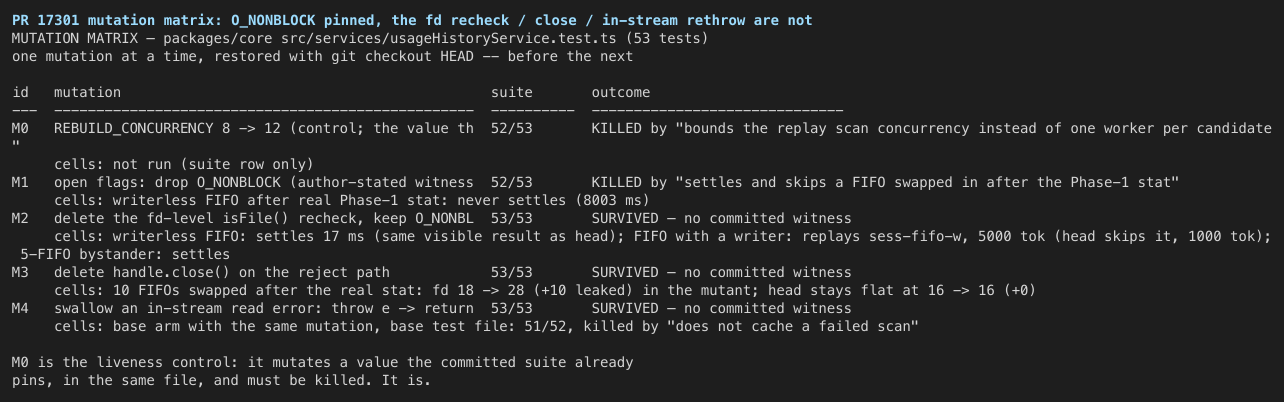 PR 17301 mutation matrix: O_NONBLOCK pinned, the fd recheck / close / in-stream rethrow are not
MUTATION MATRIX — packages/core src/services/usageHistoryService.test.ts (53 tests)
one mutation at a time, restored with git checkout HEAD —— before the next
id mutation suite outcome
——— —————————————————————————————————————————————————— —————————— ——————————————————————————————
M0 REBUILD_CONCURRENCY 8 -> 12 (control; the value th 52/53 KILLED by "bounds the replay scan concurrency instead of one worker per candidate
"
cells: not run (suite row only)
M1 open flags: drop O_NONBLOCK (author-stated witness 52/53 KILLED by "settles and skips a FIFO swapped in after the Phase-1 stat"
cells: writerless FIFO after real Phase-1 stat: never settles (8003 ms)
M2 delete the fd-level isFile() recheck, keep O_NONBL 53/53 SURVIVED — no committed witness
cells: writerless FIFO: settles 17 ms (same visible result as head); FIFO with a writer: replays sess-fifo-w, 5000 tok (head skips it, 1000 tok);
5-FIFO bystander: settles
M3 delete handle.close() on the reject path 53/53 SURVIVED — no committed witness
cells: 10 FIFOs swapped after the real stat: fd 18 -> 28 (+10 leaked) in the mutant; head stays flat at 16 -> 16 (+0)
M4 swallow an in-stream read error: throw e -> return 53/53 SURVIVED — no committed witness
cells: base arm with the same mutation, base test file: 51/52, killed by "does not cache a failed scan"
M0 is the liveness control: it mutates a value the committed suite already
pins, in the same file, and must be killed. It is.